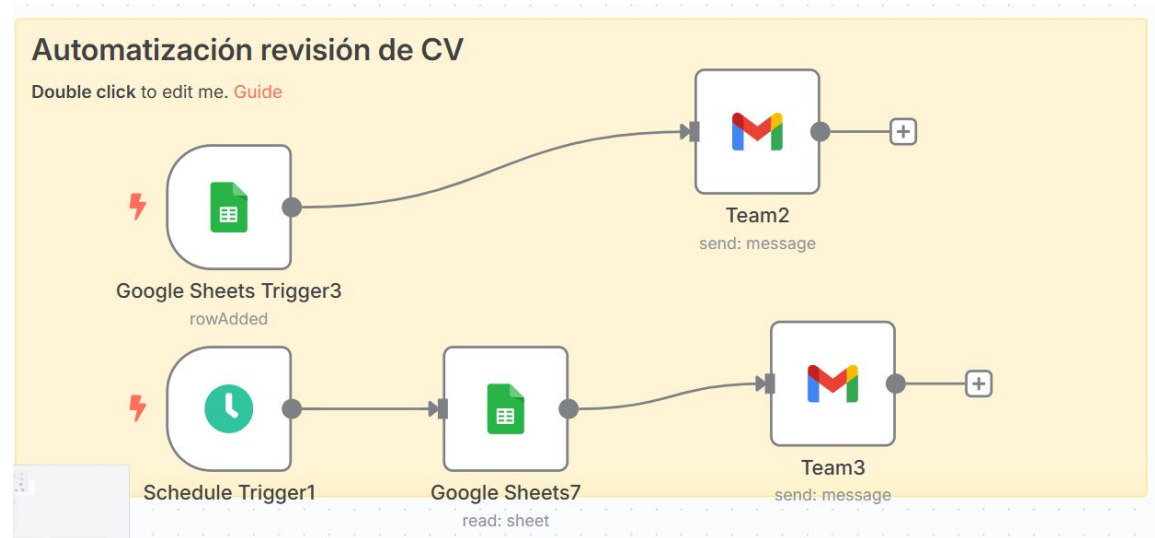 Automatización revisión de CV
Double click to edit me. Guide
Team2
send: message
Google Sheets Trigger3
rowAdded
Team3
send: message
Schedule Trigger1
Google Sheets7
read: sheet